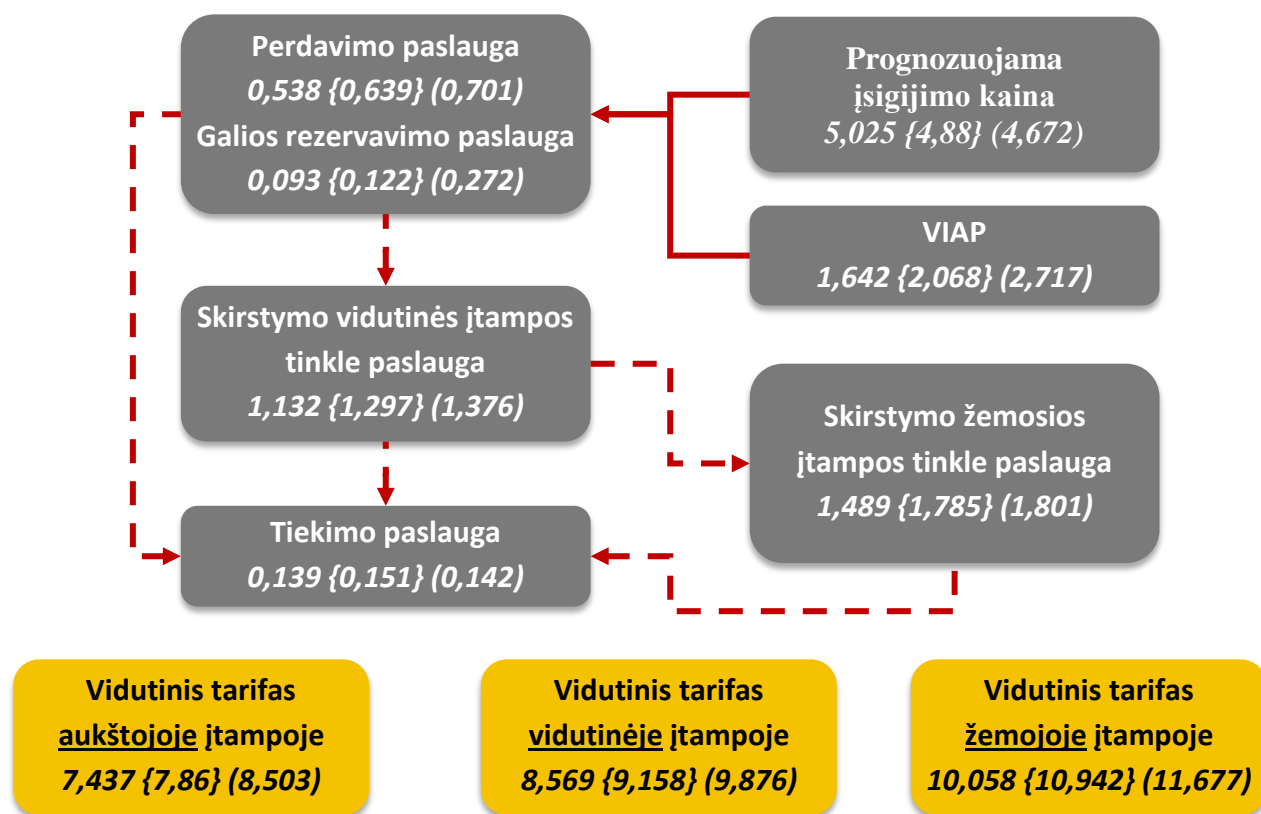 Perdavimo paslauga
0,538 {0,639} (0,701)
Galios rezervavimo paslauga
0,093 {0,122} (0,272)
Prognozuojama
įsigijimo kaina
5,025 {4,88} (4,672)
VIAP
1,642 {2,068} (2,717)
Skirstymo vidutinės įtampos
tinkle paslauga
1,132 {1,297} (1,376)
Skirstymo žemosios
įtampos tinkle paslauga
1,489 {1,785} (1,801)
Tiekimo paslauga
0,139 {0,151} (0,142)
Vidutinis tarifas
aukštojoje įtampoje
7,437 {7,86} (8,503)
Vidutinis tarifas
vidutinėje įtampoje
8,569 {9,158} (9,876)
Vidutinis tarifas
žemojoje įtampoje
10,058 {10,942} (11,677)